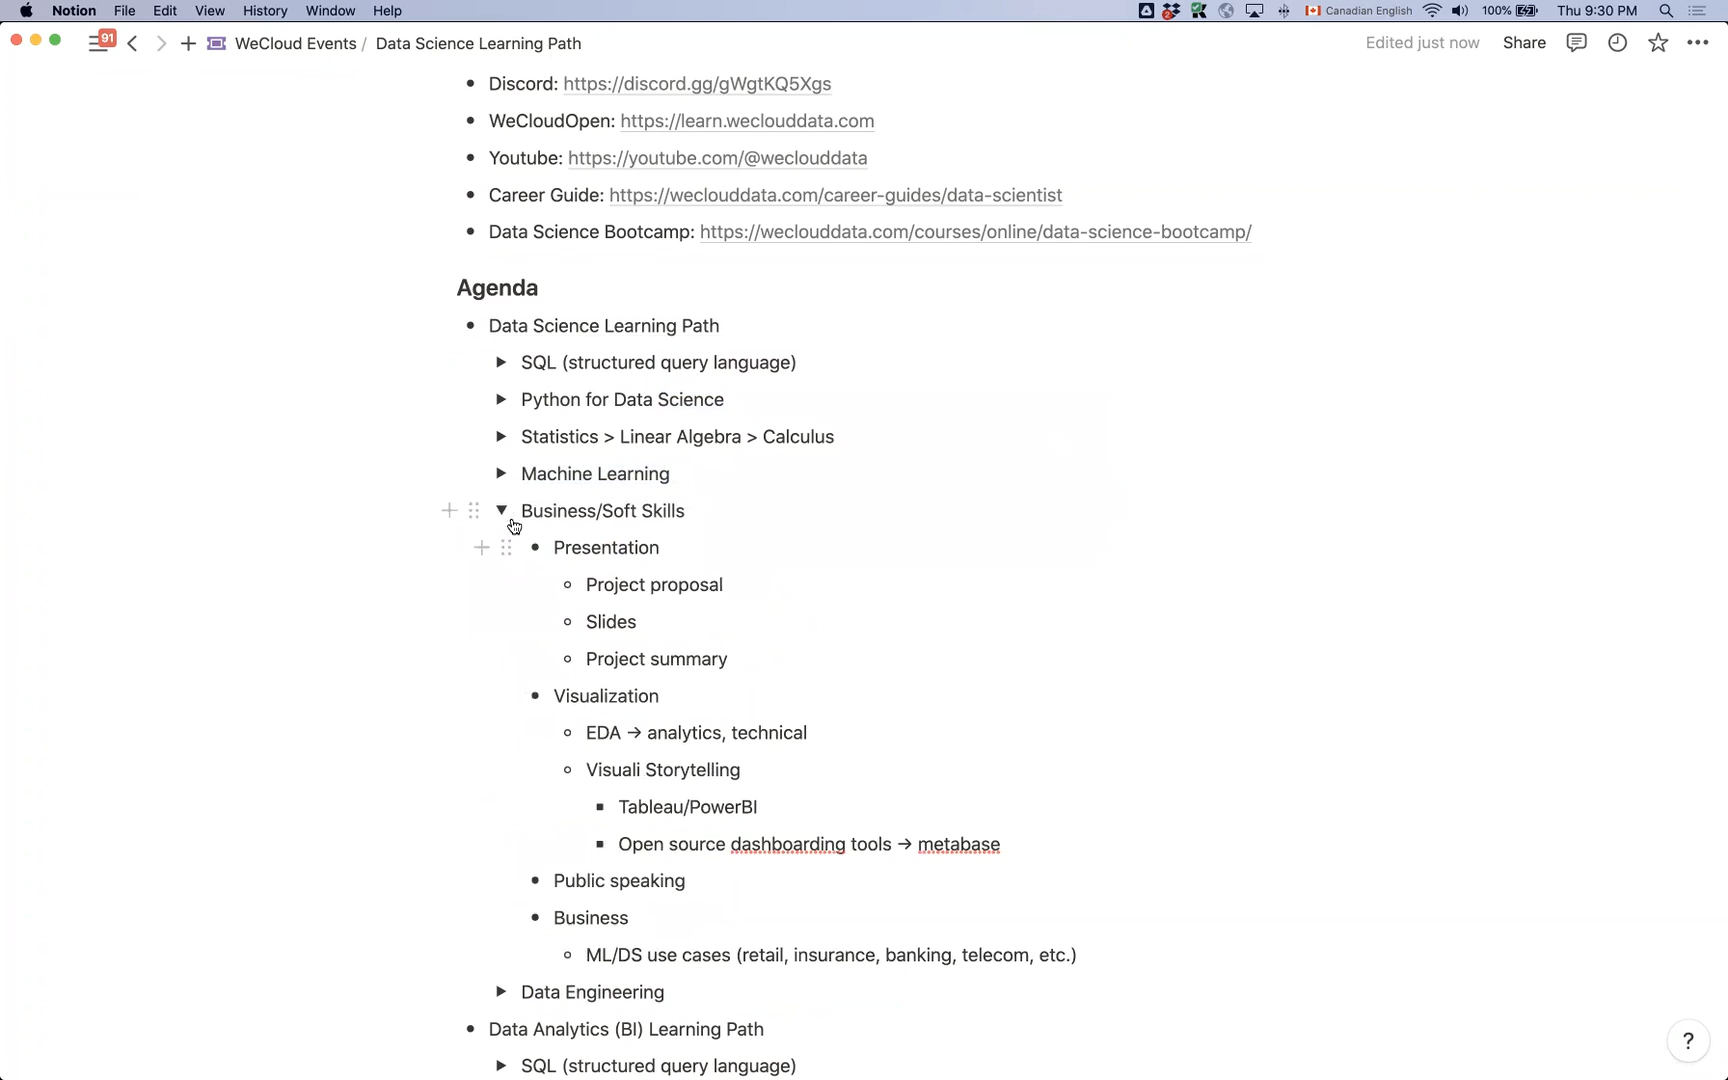 Notion File Edit View History Window Help 2 Canadian English 100% Thu 9:30 PM
91 WeCloud Events / Data Science Learning Path Edited just now Share
Discord: https://discord.gg/gWgtKQ5Xgs
WeCloudOpen: https://learn.weclouddata.com
Youtube: https://youtube.com/@weclouddata
Career Guide: https://weclouddata.com/career-guides/data-scientist
Data Science Bootcamp: https://weclouddata.com/courses/online/data-science-bootcamp/
Agenda
Data Science Learning Path
SQL (structured query language)
Python for Data Science
Statistics > Linear Algebra > Calculus
Machine Learning
Business/Soft Skills
Presentation
Project proposal
Slides
Project summary
Visualization
EDA → analytics, technical
Visuali Storytelling
Tableau/PowerBI
Open source dashboarding tools → metabase
Public speaking
Business
ML/DS use cases (retail, insurance, banking, telecom, etc.)
Data Engineering
Data Analytics (BI) Learning Path
SQL (structured query language)
?